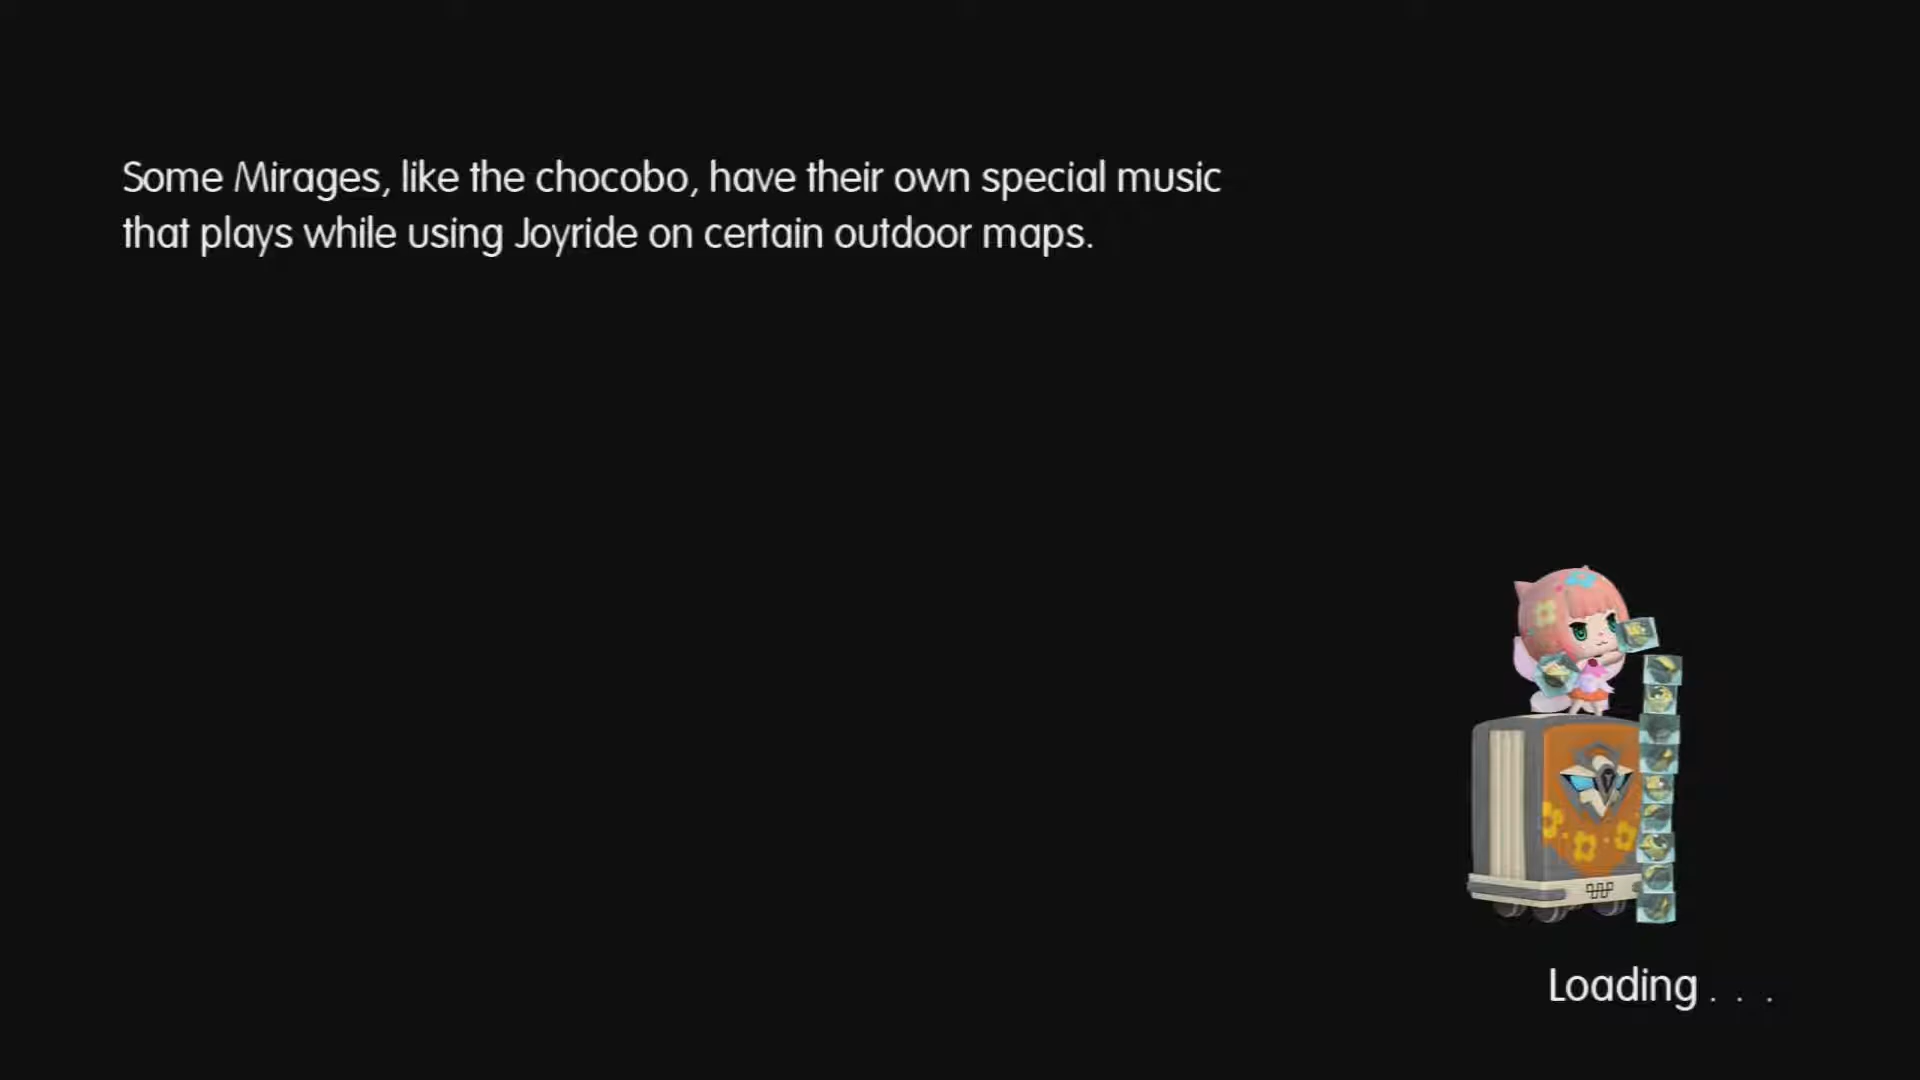 Some Mirages, like the chocobo, have their own special music
that plays while using Joyride on certain outdoor maps.
Loading . . .